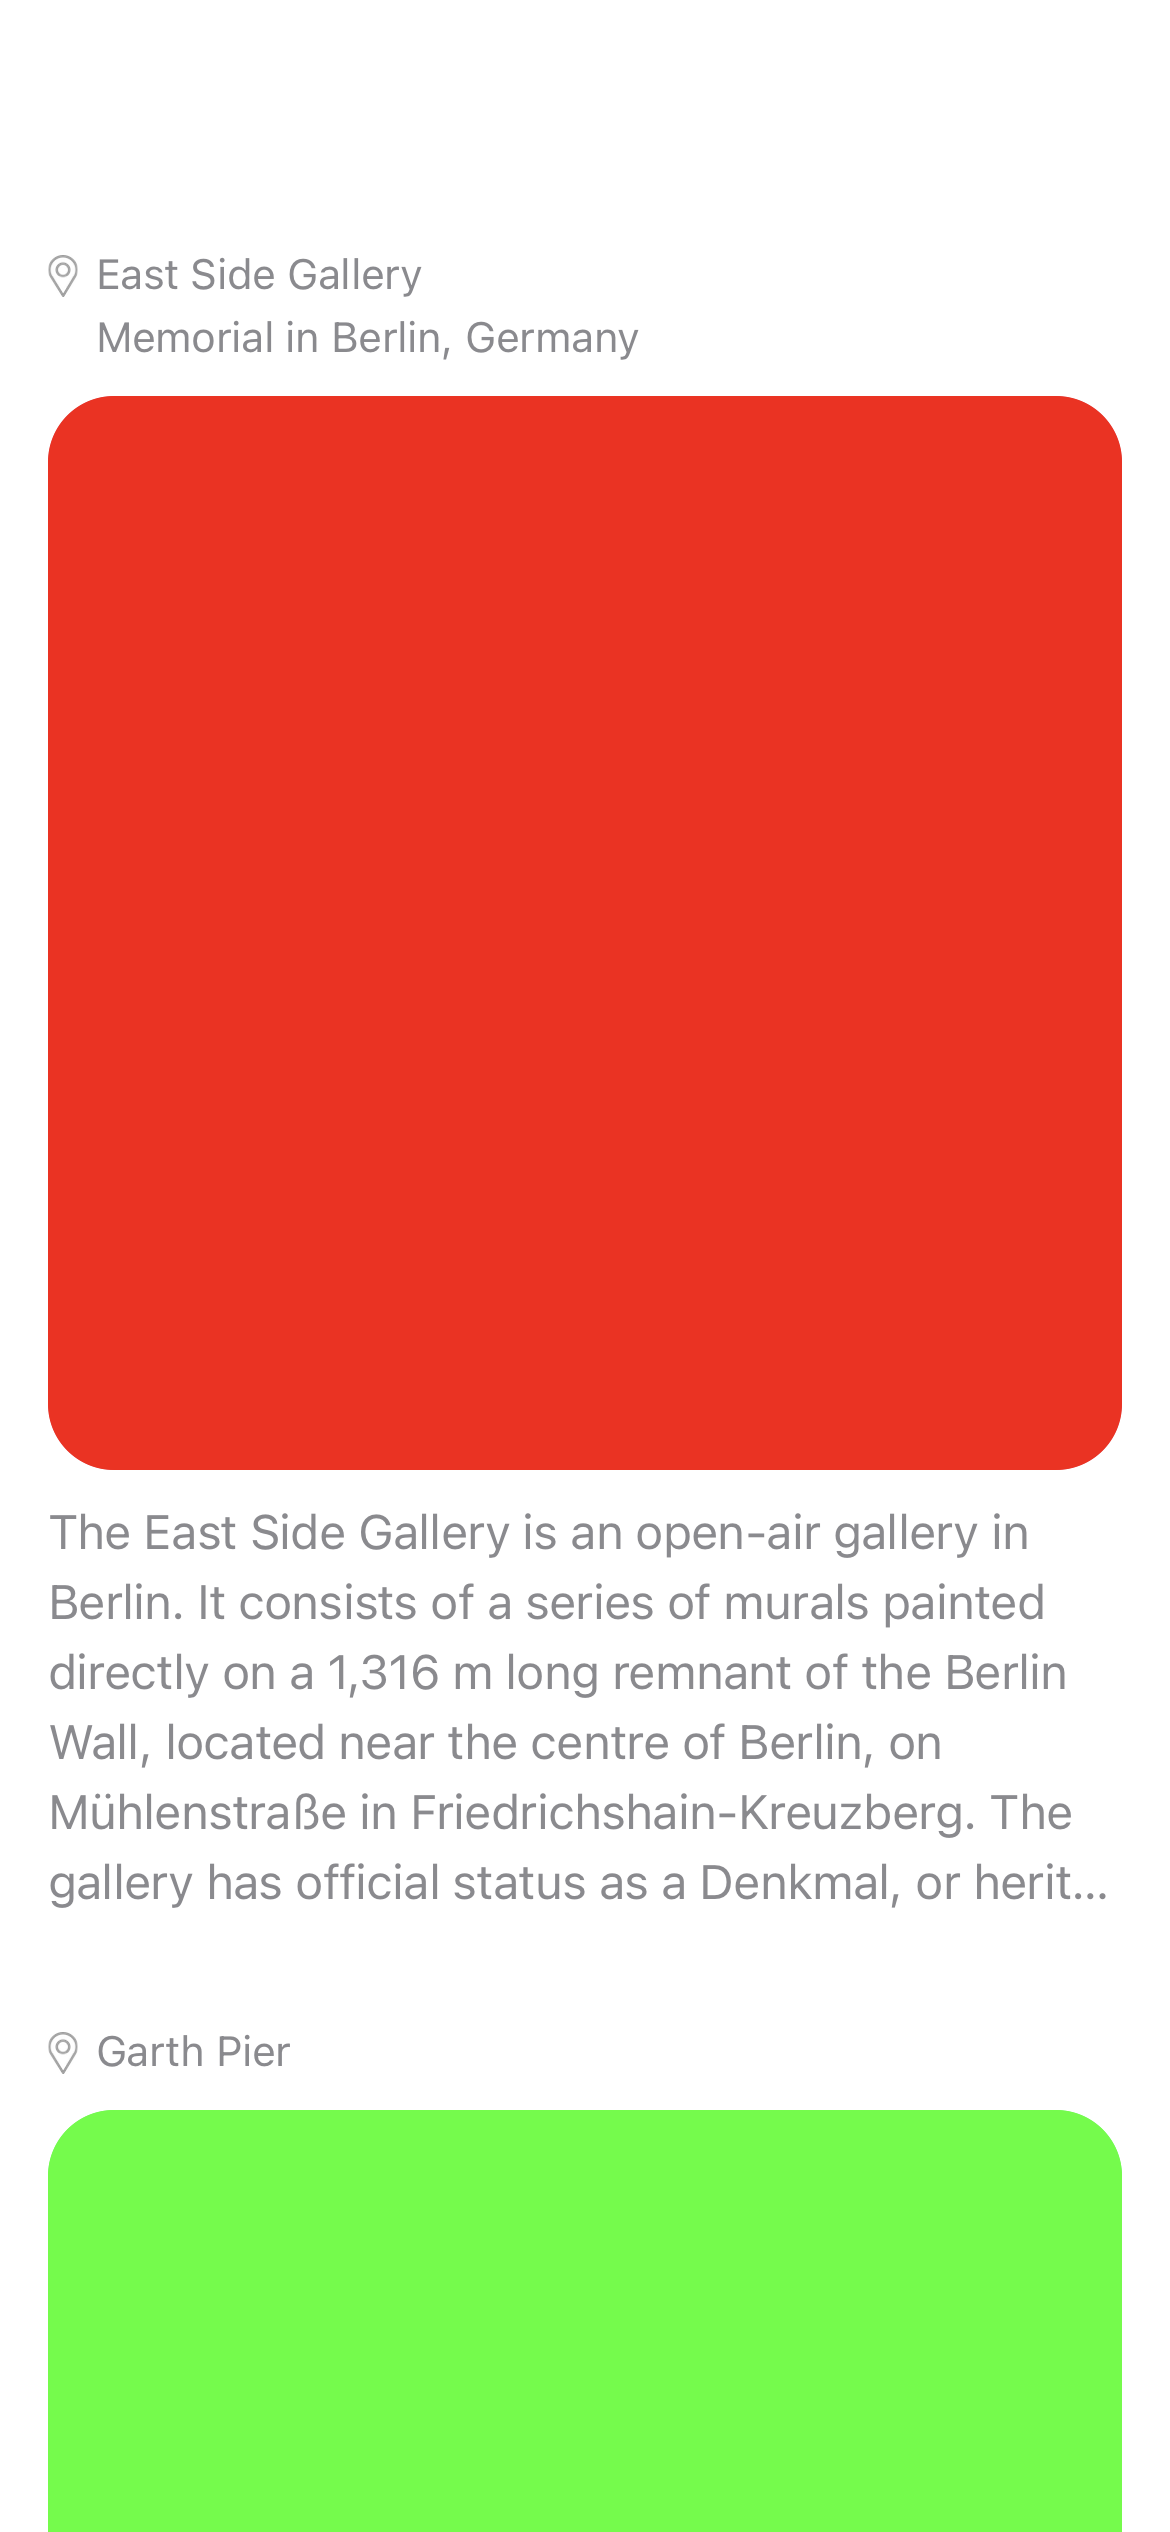 East Side Gallery
Memorial in Berlin, Germany
The East Side Gallery is an open-air gallery in
Berlin. It consists of a series of murals painted
directly on a 1,316 m long remnant of the Berlin
Wall, located near the centre of Berlin, on
Mühlenstraße in Friedrichshain-Kreuzberg. The
gallery has official status as a Denkmal, or herit...
Garth Pier